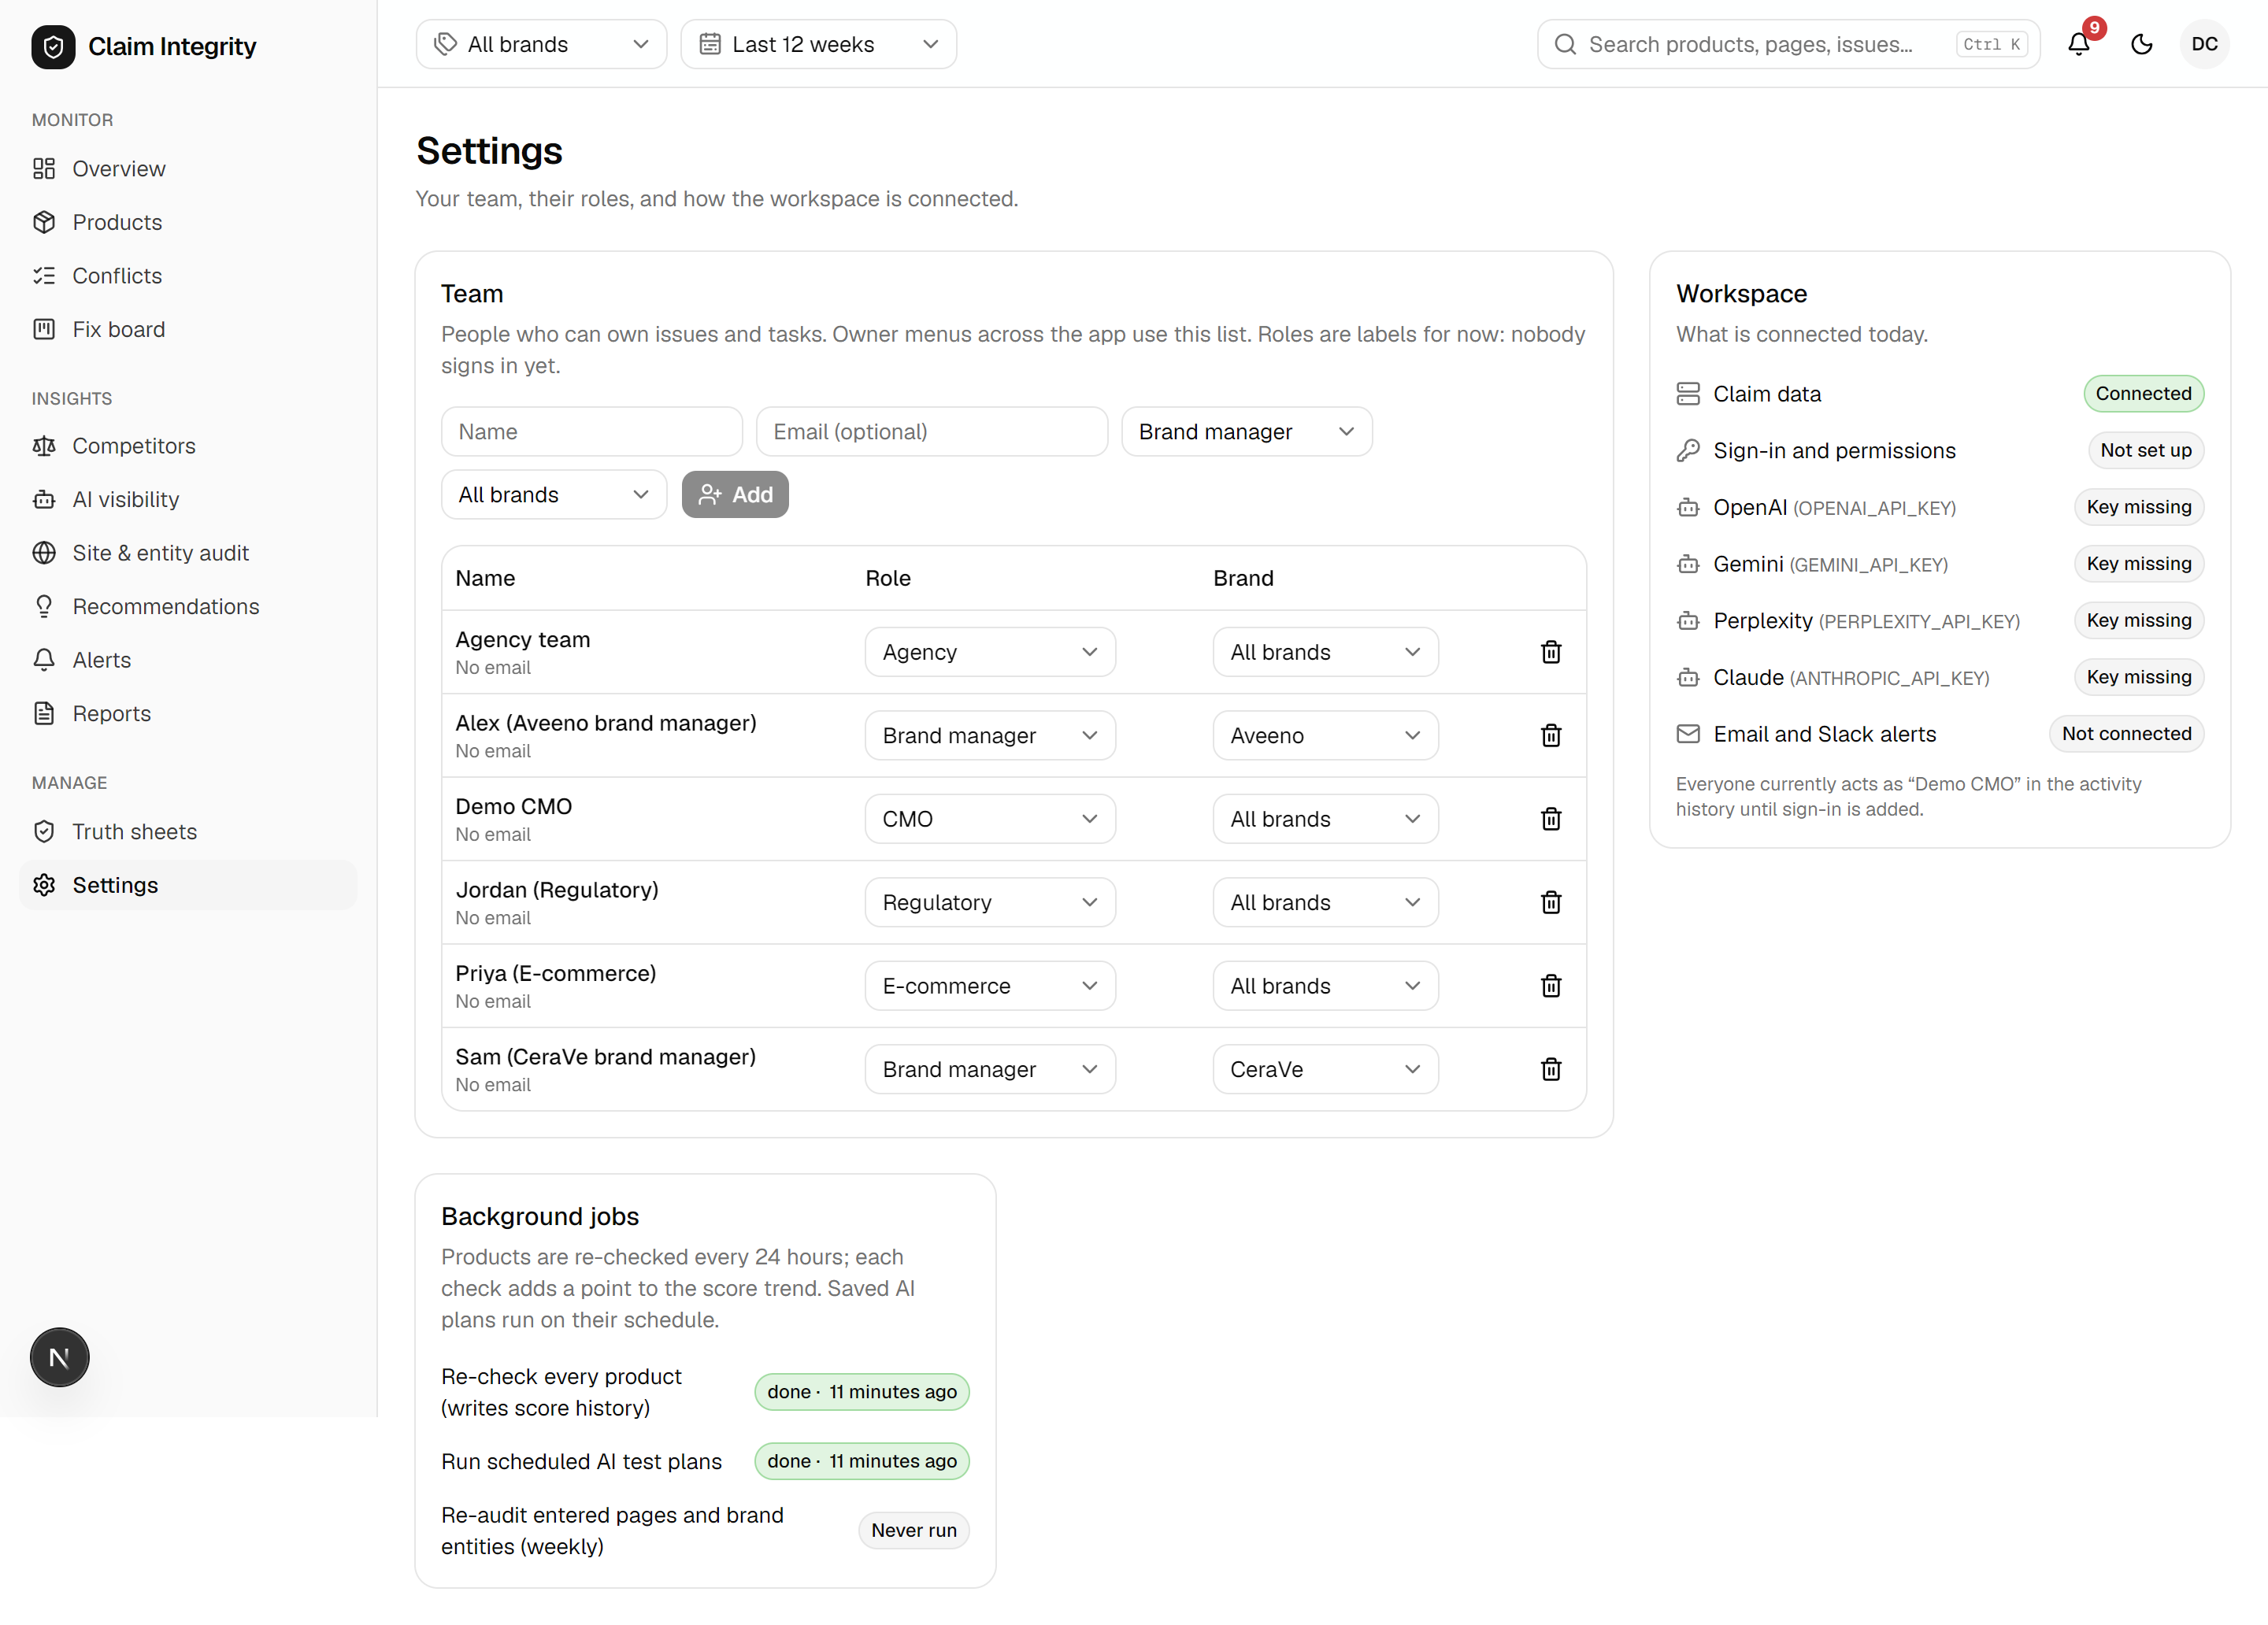 Claim Integrity
MONITOR
Overview
Products
Conflicts
Fix board
INSIGHTS
Competitors
AI visibility
Site & entity audit
Recommendations
Alerts
Reports
MANAGE
Truth sheets
Settings
N
All brands
Last 12 weeks
Search products, pages, issues...
Ctrl K
9
DC
Settings
Your team, their roles, and how the workspace is connected.
Team
People who can own issues and tasks. Owner menus across the app use this list. Roles are labels for now: nobody
signs in yet.
Name
Email (optional)
Brand manager
All brands
Add
Name Role Brand
Agency team
No email
Agency
All brands
Alex (Aveeno brand manager)
No email
Brand manager
Aveeno
Demo CMO
No email
CMO
All brands
Jordan (Regulatory)
No email
Regulatory
All brands
Priya (E-commerce)
No email
E-commerce
All brands
Sam (CeraVe brand manager)
No email
Brand manager
CeraVe
Workspace
What is connected today.
Claim data Connected
Sign-in and permissions Not set up
OpenAI (OPENAI_API_KEY) Key missing
Gemini (GEMINI_API_KEY) Key missing
Perplexity (PERPLEXITY_API_KEY) Key missing
Claude (ANTHROPIC_API_KEY) Key missing
Email and Slack alerts Not connected
Everyone currently acts as “Demo CMO” in the activity
history until sign-in is added.
Background jobs
Products are re-checked every 24 hours; each
check adds a point to the score trend. Saved AI
plans run on their schedule.
Re-check every product
(writes score history)
done · 11 minutes ago
Run scheduled AI test plans
done · 11 minutes ago
Re-audit entered pages and brand
entities (weekly)
Never run